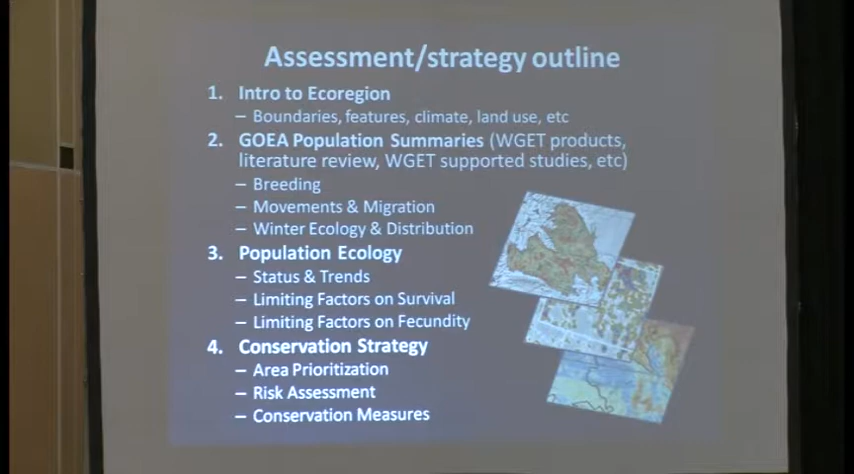 Assessment/strategy outline
1. Intro to Ecoregion
– Boundaries, features, climate, land use, etc
2. GOEA Population Summaries (WGET products,
literature review, WGET supported studies, etc)
– Breeding
– Movements & Migration
– Winter Ecology & Distribution
3. Population Ecology
– Status & Trends
– Limiting Factors on Survival
– Limiting Factors on Fecundity
4. Conservation Strategy
– Area Prioritization
– Risk Assessment
– Conservation Measures